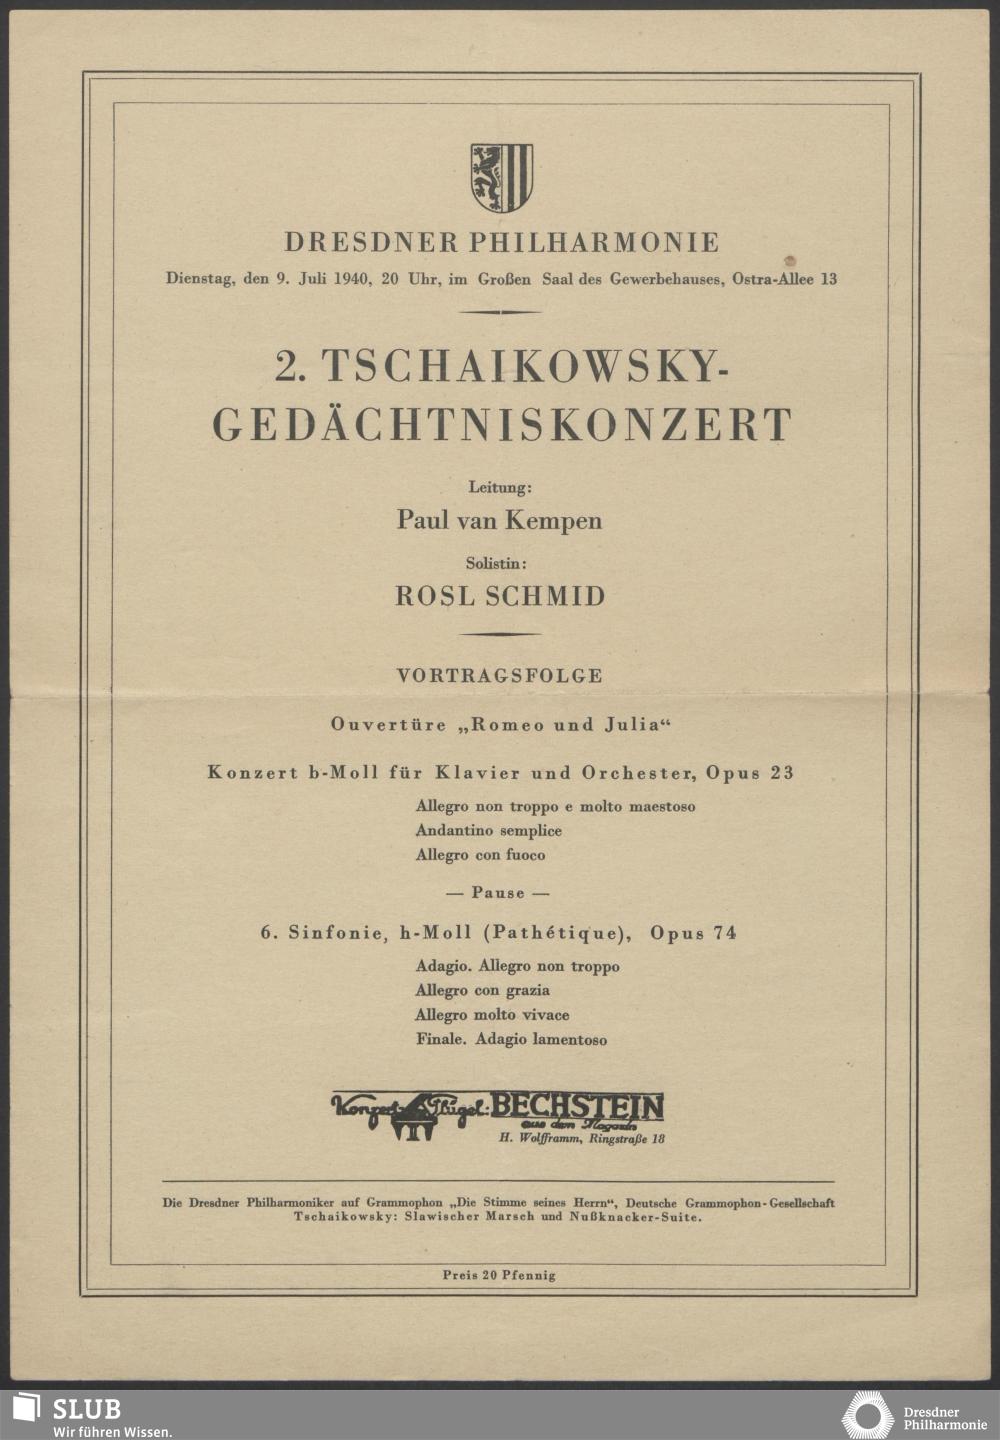 DRESDNER PHILHARMONIE
Dienstag, den 9. Juli 1940, 20 Uhr, im Großen Saal des Gewerbehauses, Ostra-Allee 13
2. TSCHAIKOWSKY-
GEDÄCHTNISKONZERT
Leitung:
Paul van Kempen
Solistin:
ROSL SCHMID
VORTRAGSFOLGE
Ouvertüre „Romeo und Julia“
Konzert b-Moll für Klavier und Orchester, Opus 23
Allegro non troppo e molto maestoso
Andantino semplice
Allegro con fuoco
— Pause —
6. Sinfonie, h-Moll (Pathétique), Opus 74
Adagio. Allegro non troppo
Allegro con grazia
Allegro molto vivace
Finale. Adagio lamentoso
Konzert-Flügel: BECHSTEIN
aus dem Magazin
H. Wolfframm, Ringstraße 18
Die Dresdner Philharmoniker auf Grammophon „Die Stimme seines Herrn“, Deutsche Grammophon-Gesellschaft
Tschaikowsky: Slawischer Marsch und Nußknacker-Suite.
Preis 20 Pfennig
SLUB
Wir führen Wissen.
Dresdner
Philharmonie